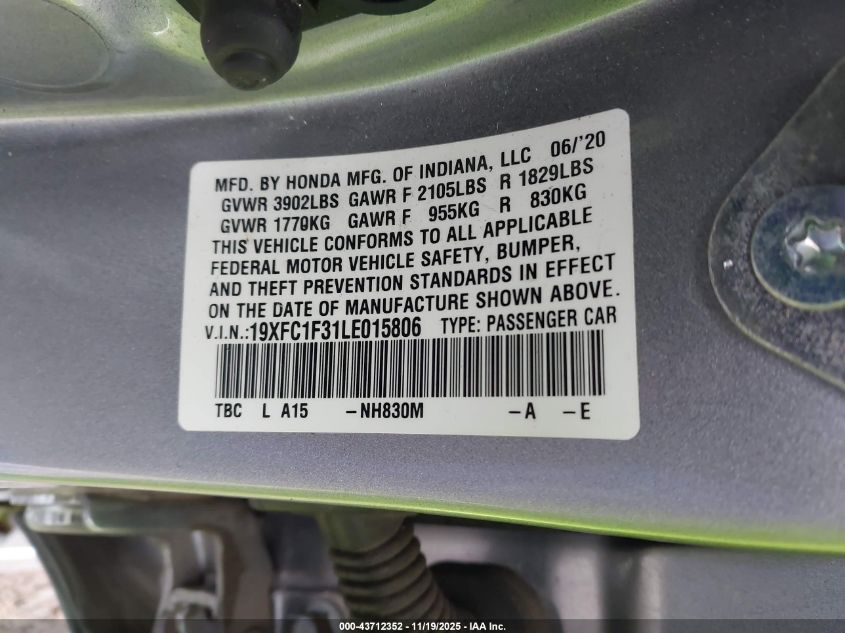 MFD. BY HONDA MFG. OF INDIANA, LLC 06/'20
GVWR 3902LBS GAWR F 2105LBS R 1829LBS
GVWR 1770KG GAWR F 955KG R 830KG
THIS VEHICLE CONFORMS TO ALL APPLICABLE
FEDERAL MOTOR VEHICLE SAFETY, BUMPER,
AND THEFT PREVENTION STANDARDS IN EFFECT
ON THE DATE OF MANUFACTURE SHOWN ABOVE.
V.I.N.:19XFC1F31LE015806 TYPE: PASSENGER CAR
TBC L A15 -NH830M -A -E
000-43712352 - 11/19/2025 - IAA Inc.